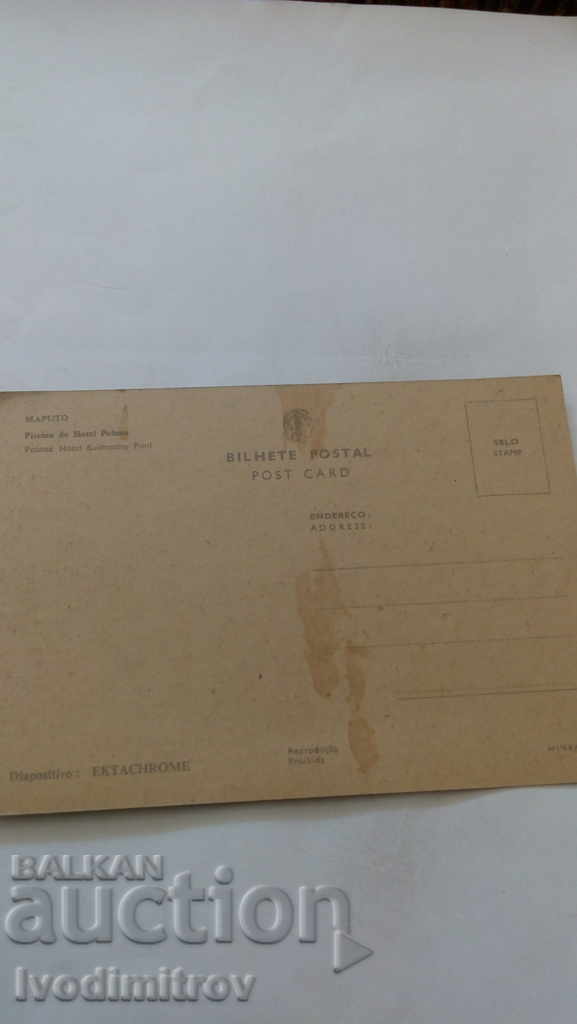 MAPUTO
Piscina do Hotel Polana
Polana Hotel Swimming Pool
BILHETE POSTAL
POST CARD
SELO
STAMP
ENDEREÇO:
ADDRESS:
Reprodução
Proibida
Diapositivo: EKTACHROME
BALKAN
auction
Ivodimitrov